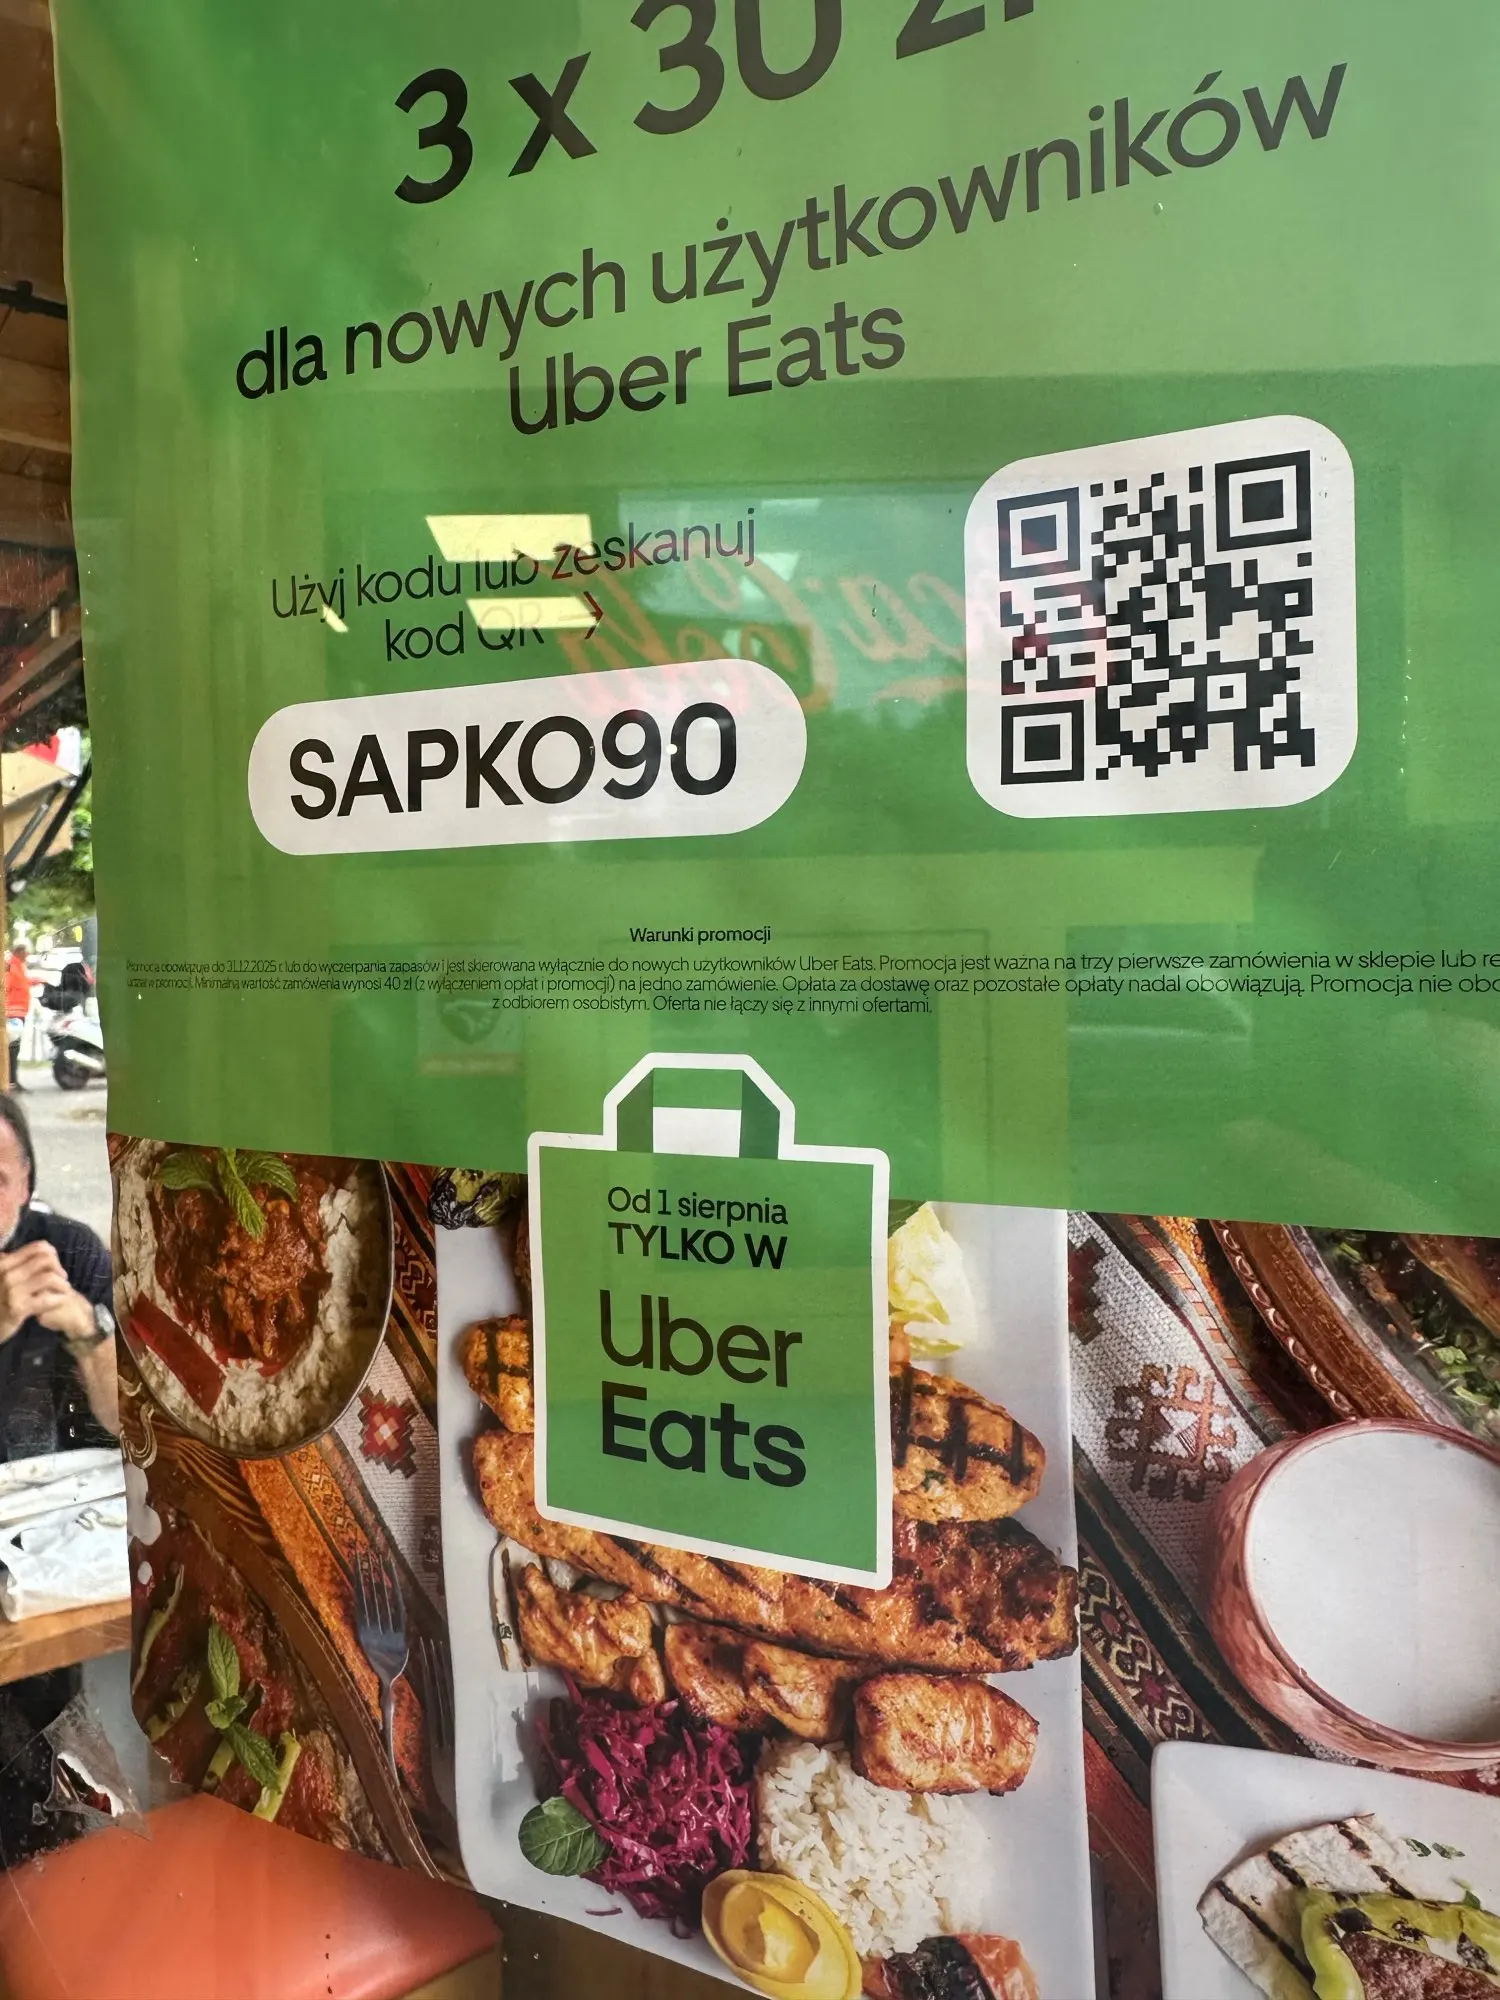 3 x 30 zł
dla nowych użytkowników
Uber Eats
Użyj kodu lub zeskanuj
kod QR →
SAPKO90
Warunki promocji
Promocja obowiązuje do 31.12.2025 r. lub do wyczerpania zapasów i jest skierowana wyłącznie do nowych użytkowników Uber Eats. Promocja jest ważna na trzy pierwsze zamówienia w sklepie lub
w promocji. Minimalna wartość zamówienia wynosi 40 zł (z wyłączeniem opłat i promocji) na jedno zamówienie. Opłata za dostawę oraz pozostałe opłaty nadal obowiązują. Promocja nie
z odbiorem osobistym. Oferta nie łączy się z innymi ofertami.
Od 1 sierpnia
TYLKO W
Uber
Eats